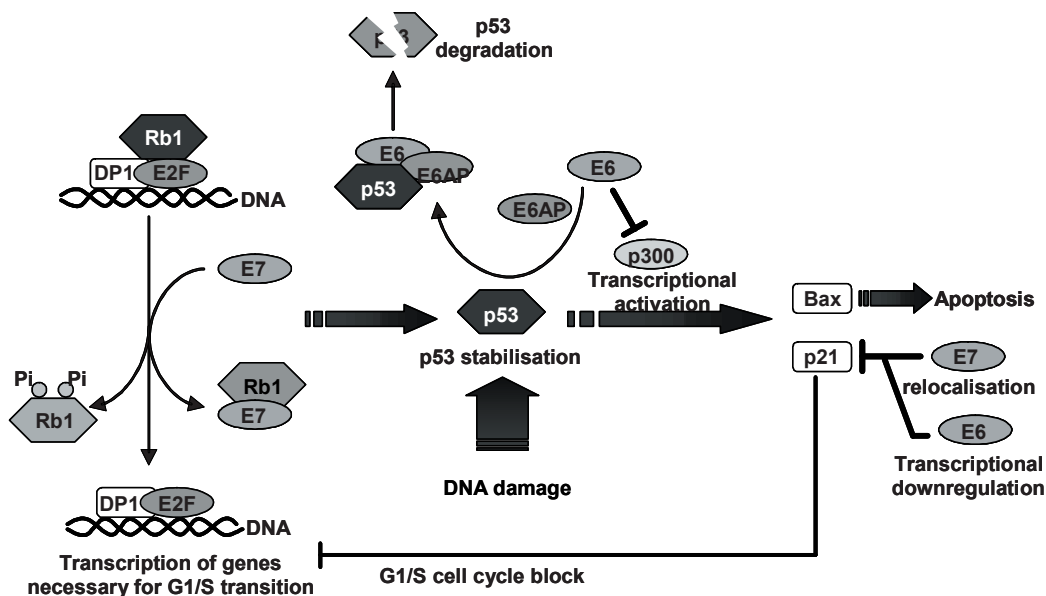 p53
p53
degradation
Rb1
DP1
E2F
DNA
E6
E6AP
p53
E6
E6AP
p300
Transcriptional
activation
E7
p53
p53 stabilisation
Bax
Apoptosis
p21
E7
relocalisation
E6
Transcriptional
downregulation
Pi
Pi
Rb1
Rb1
E7
DNA damage
DP1
E2F
DNA
Transcription of genes
necessary for G1/S transition
G1/S cell cycle block